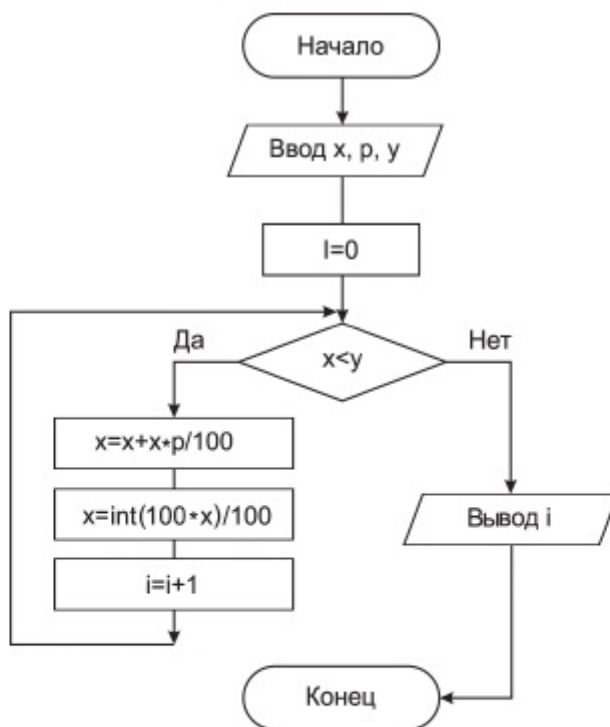 Начало
Ввод x, p, y
I=0
Да
Нет
x<y
x=x+x*p/100
x=int(100*x)/100
i=i+1
Вывод i
Конец